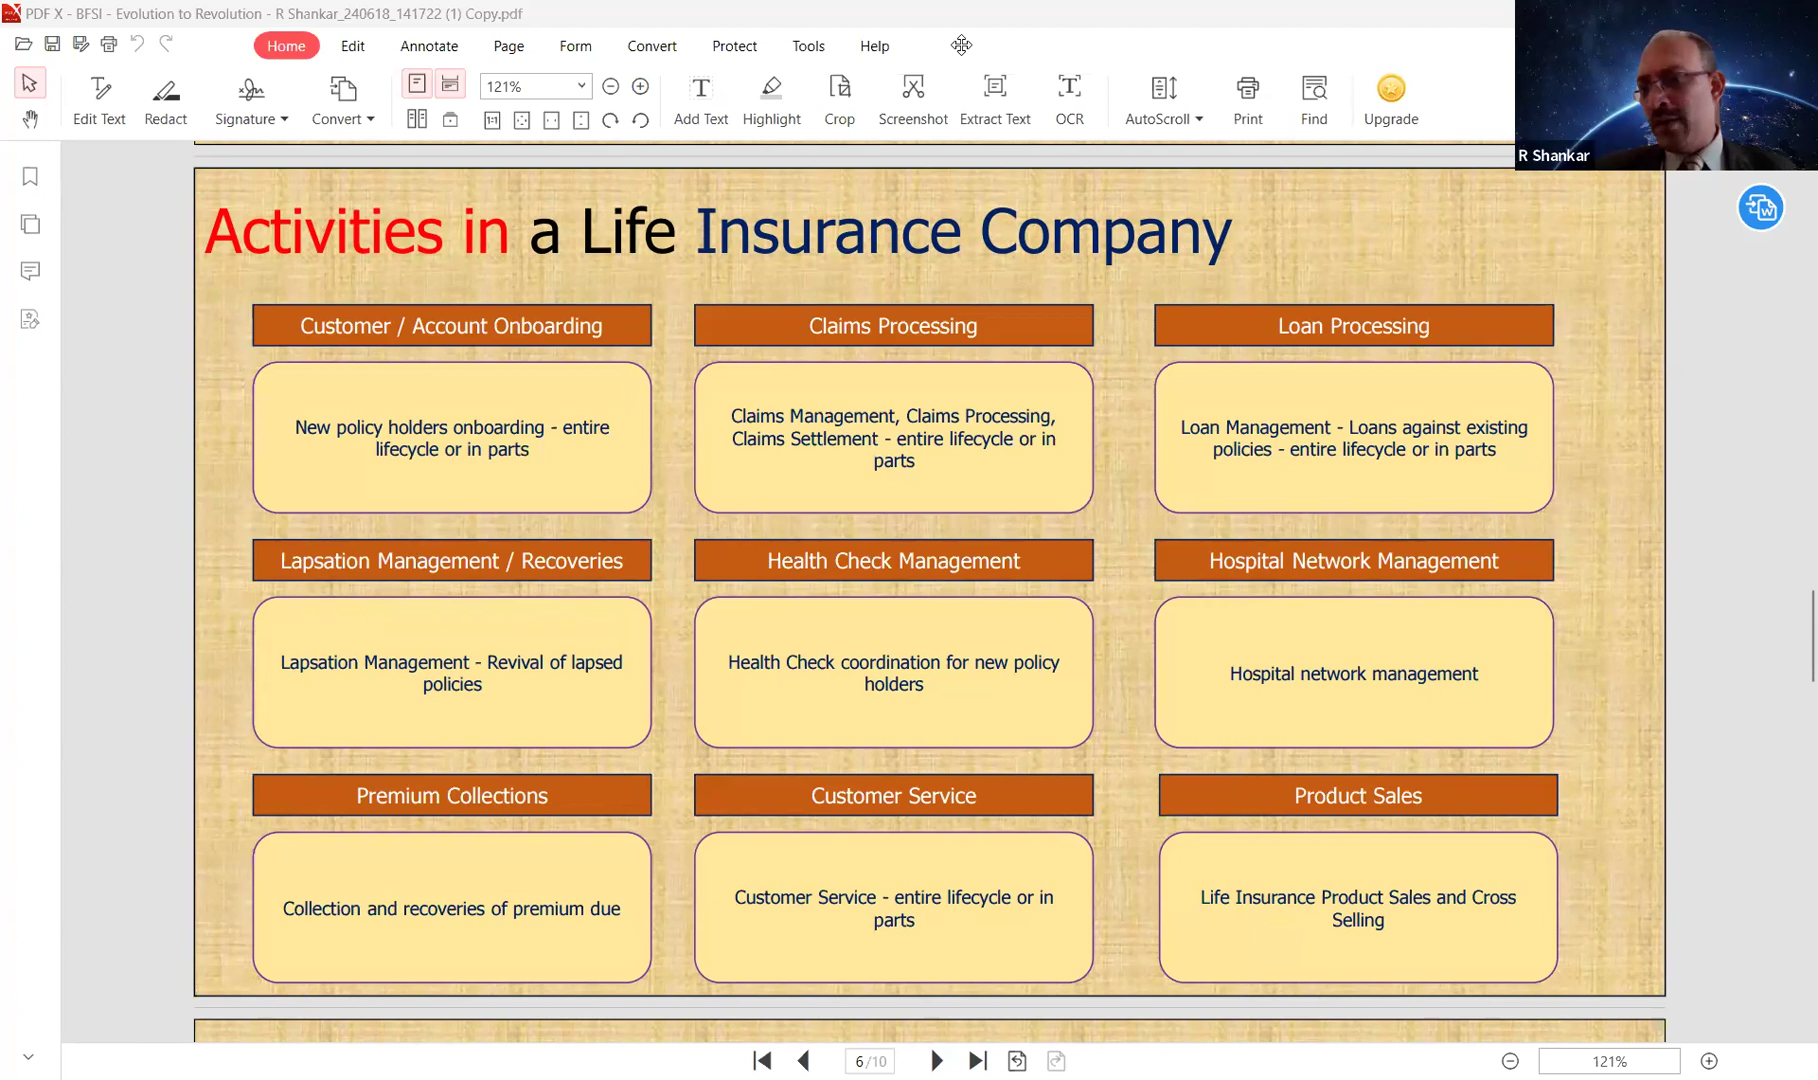 PDF X - BFSI - Evolution to Revolution - R Shankar_240618_141722 (1) Copy.pdf
Home Edit Annotate Page Form Convert Protect Tools Help
121%
Edit Text Redact Signature Convert Add Text Highlight Crop Screenshot Extract Text OCR AutoScroll Print Find Upgrade
R Shankar
Activities in a Life Insurance Company
Customer / Account Onboarding
New policy holders onboarding - entire
lifecycle or in parts
Claims Processing
Claims Management, Claims Processing,
Claims Settlement - entire lifecycle or in
parts
Loan Processing
Loan Management - Loans against existing
policies - entire lifecycle or in parts
Lapsation Management / Recoveries
Lapsation Management - Revival of lapsed
policies
Health Check Management
Health Check coordination for new policy
holders
Hospital Network Management
Hospital network management
Premium Collections
Collection and recoveries of premium due
Customer Service
Customer Service - entire lifecycle or in
parts
Product Sales
Life Insurance Product Sales and Cross
Selling
6 /10
121%